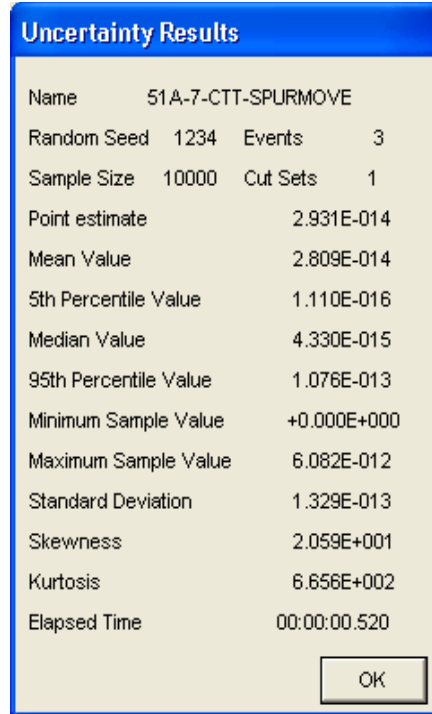 Uncertainty Results
Name 51A-7-CTT-SPURMOVE
Random Seed 1234 Events 3
Sample Size 10000 Cut Sets 1
Point estimate 2.931E-014
Mean Value 2.809E-014
5th Percentile Value 1.110E-016
Median Value 4.330E-015
95th Percentile Value 1.076E-013
Minimum Sample Value +0.000E+000
Maximum Sample Value 6.082E-012
Standard Deviation 1.329E-013
Skewness 2.059E+001
Kurtosis 6.656E+002
Elapsed Time 00:00:00.520
OK